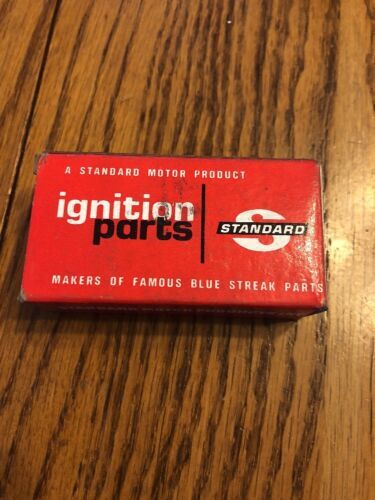 A STANDARD MOTOR PRODUCT
ignition
parts
STANDARD
MAKERS OF FAMOUS BLUE STREAK PARTS